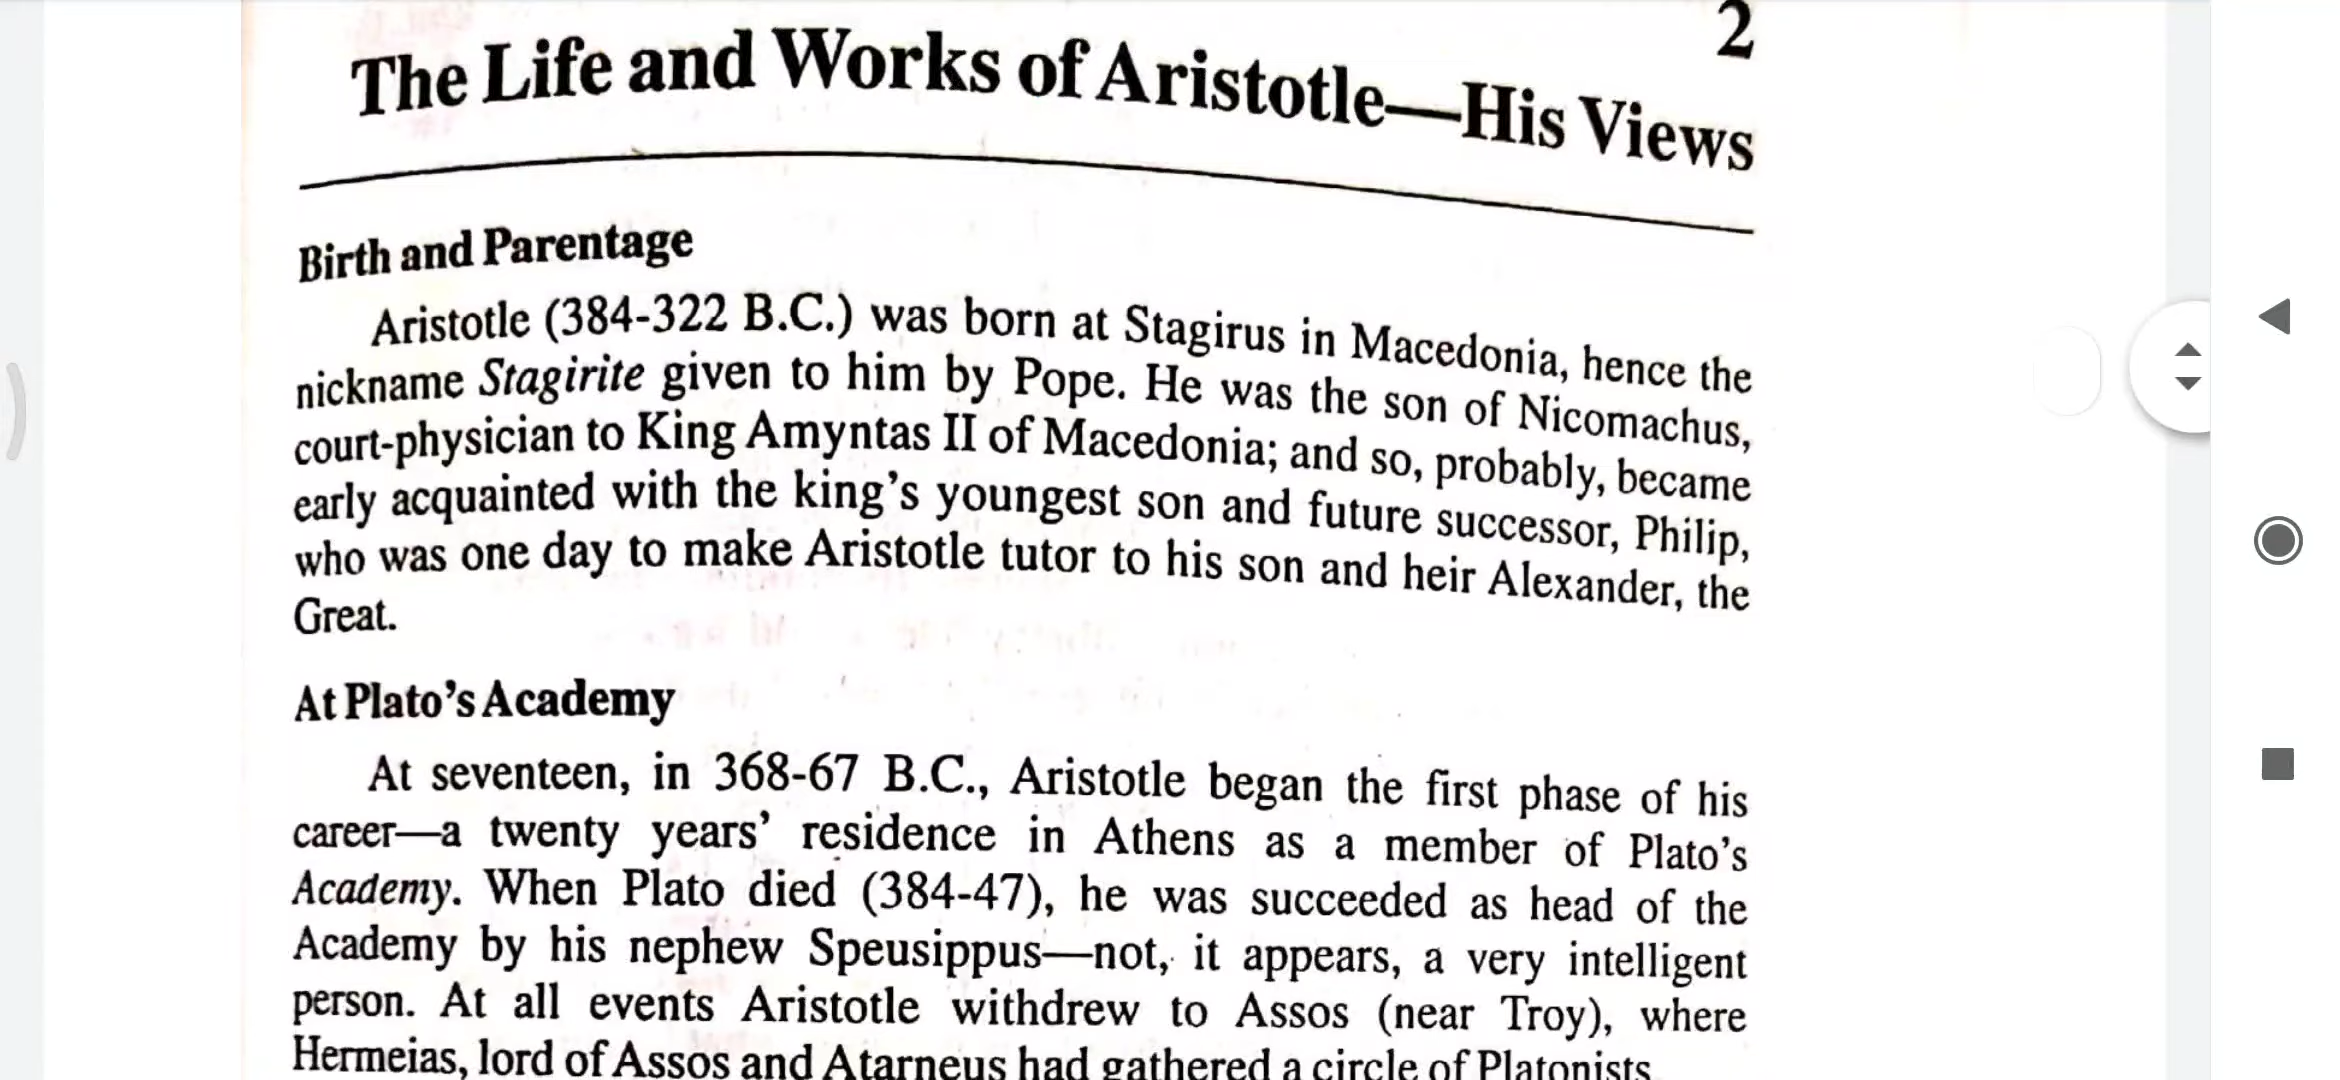 2
The Life and Works of Aristotle—His Views
Birth and Parentage
Aristotle (384-322 B.C.) was born at Stagirus in Macedonia, hence the
nickname Stagirite given to him by Pope. He was the son of Nicomachus,
court-physician to King Amyntas II of Macedonia; and so, probably, became
early acquainted with the king’s youngest son and future successor, Philip,
who was one day to make Aristotle tutor to his son and heir Alexander, the
Great.
At Plato’s Academy
At seventeen, in 368-67 B.C., Aristotle began the first phase of his
career—a twenty years’ residence in Athens as a member of Plato’s
Academy. When Plato died (384-47), he was succeeded as head of the
Academy by his nephew Speusippus—not, it appears, a very intelligent
person. At all events Aristotle withdrew to Assos (near Troy), where
Hermeias, lord of Assos and Atarneus had gathered a circle of Platonists.